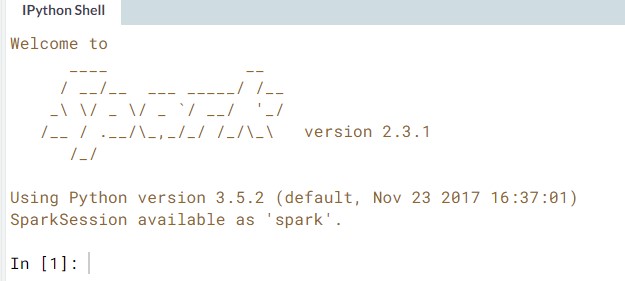 IPython Shell
Welcome to
      ____              __
     / __/__  ___ _____/ /__
    _\ \/ _ \/ _ `/ __/  '_/
   /__ / .__/\_,_/_/ /_/\_\   version 2.3.1
      /_/
Using Python version 3.5.2 (default, Nov 23 2017 16:37:01)
SparkSession available as 'spark'.
In [1]: